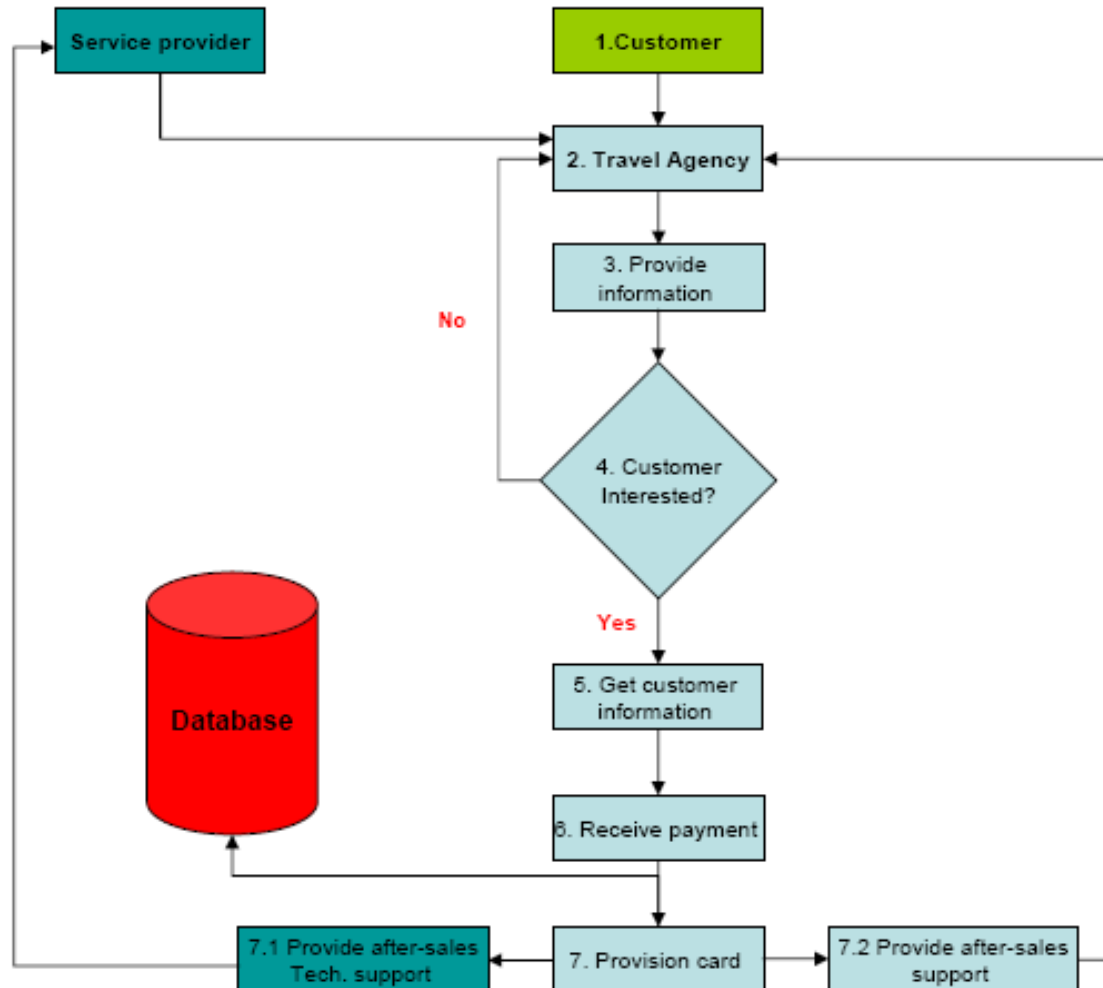 Service provider
1.Customer
2. Travel Agency
3. Provide
information
No
4. Customer
Interested?
Yes
5. Get customer
information
Database
6. Receive payment
7.1 Provide after-sales
Tech. support
7. Provision card
7.2 Provide after-sales
support